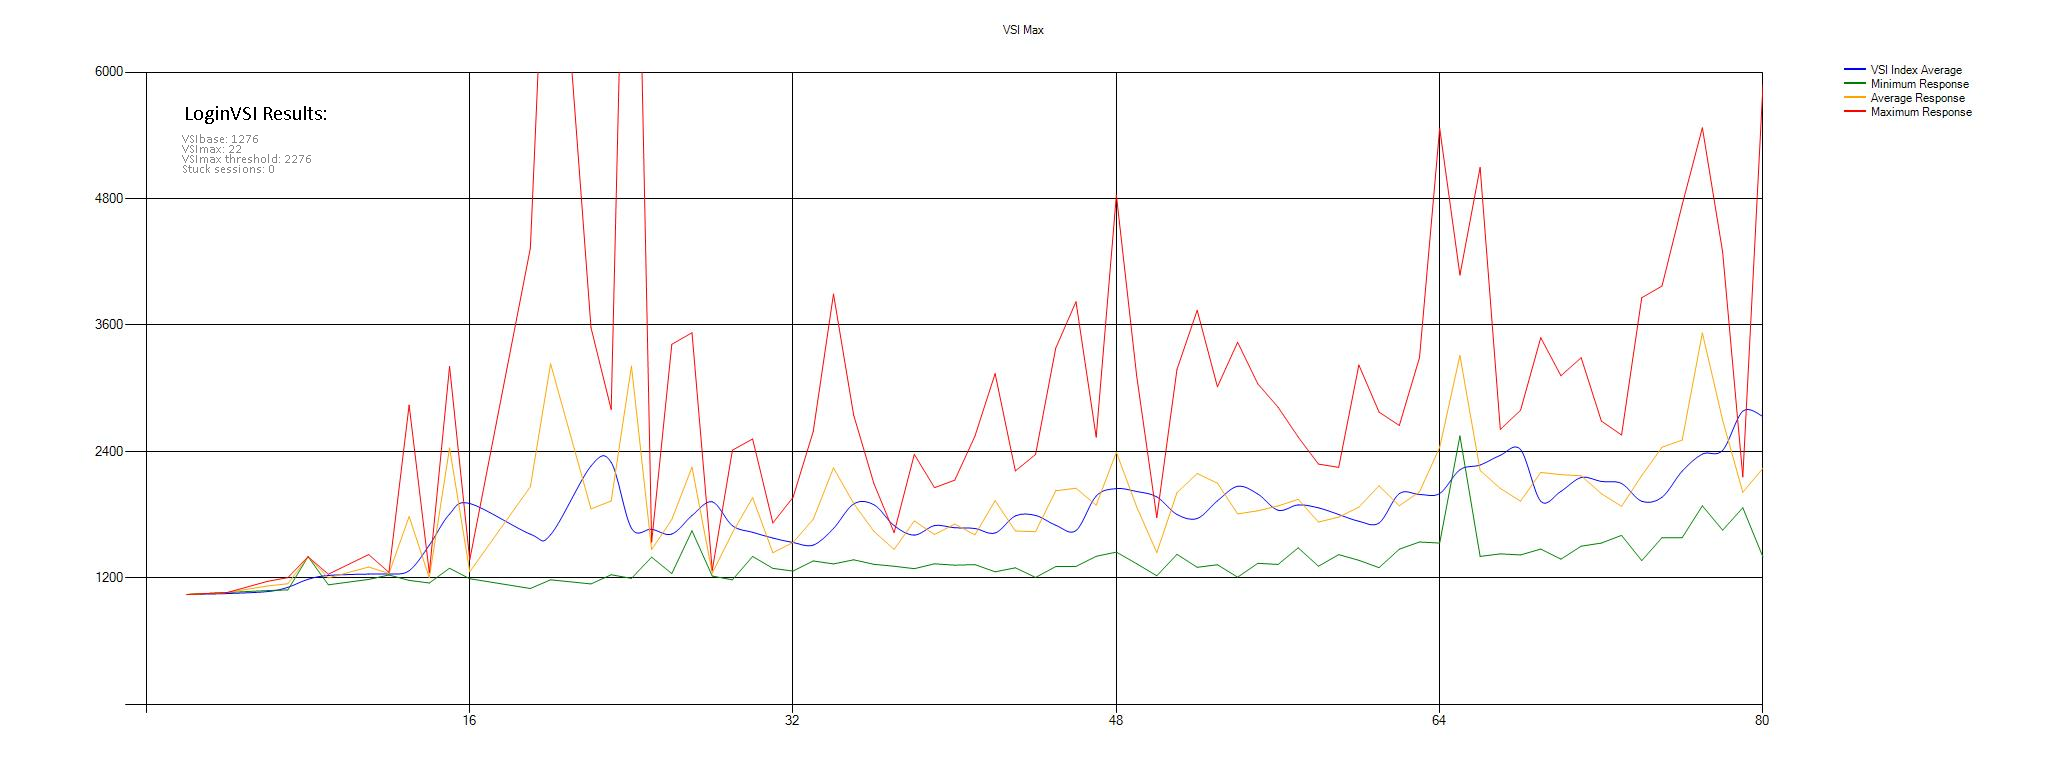 VSI Max
6000
4800
3600
2400
1200
LoginVSI Results:
VSIbase: 1276
VSImax: 22
VSImax threshold: 2276
Stuck sessions: 0
VSI Index Average
Minimum Response
Average Response
Maximum Response
16
32
48
64
80